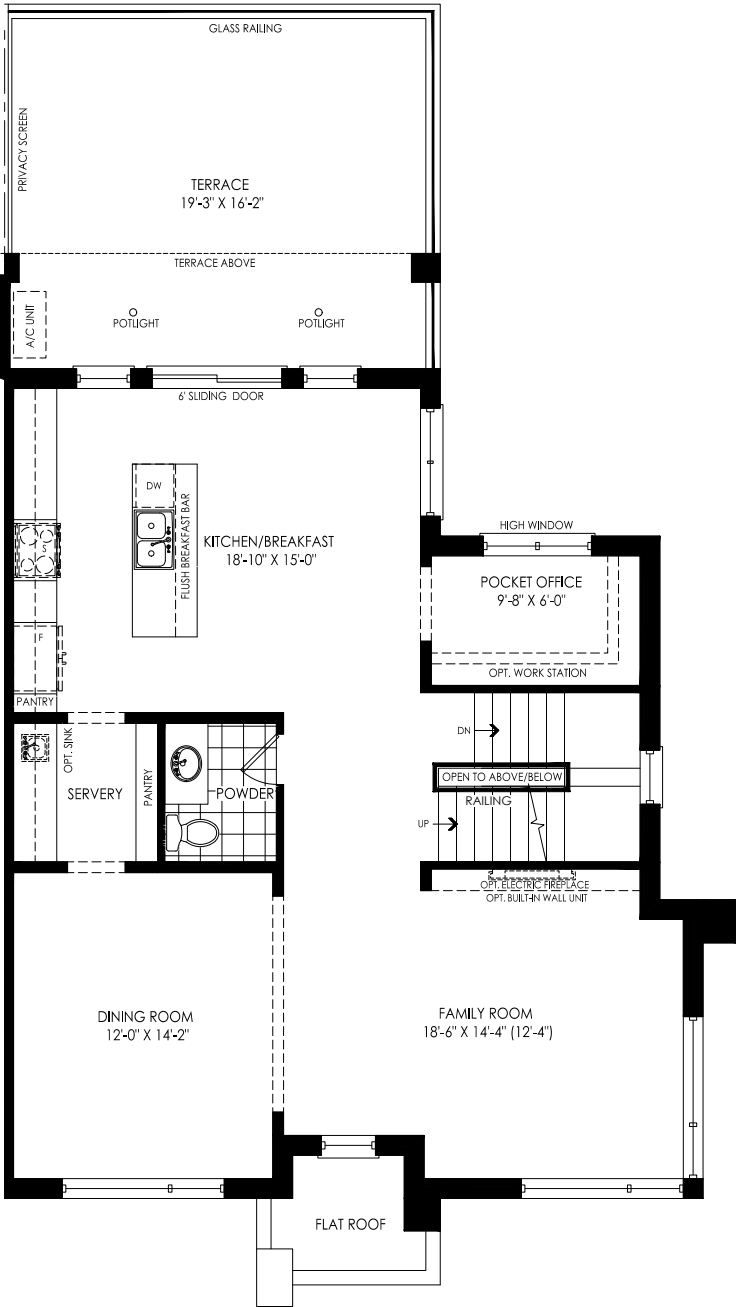 GLASS RAILING
PRIVACY SCREEN
TERRACE
19'-3" X 16'-2"
TERRACE ABOVE
A/C UNIT
POTLIGHT
POTLIGHT
6' SLIDING DOOR
DW
FLUSH BREAKFAST BAR
KITCHEN/BREAKFAST
18'-10" X 15'-0"
S
HIGH WINDOW
POCKET OFFICE
9'-8" X 6'-0"
OPT. WORK STATION
F
PANTRY
OPT. SINK
SERVERY
PANTRY
POWDER
DN
OPEN TO ABOVE/BELOW
RAILING
UP
OPT. ELECTRIC FIREPLACE
OPT. BUILT-IN WALL UNIT
DINING ROOM
12'-0" X 14'-2"
FAMILY ROOM
18'-6" X 14'-4" (12'-4")
FLAT ROOF